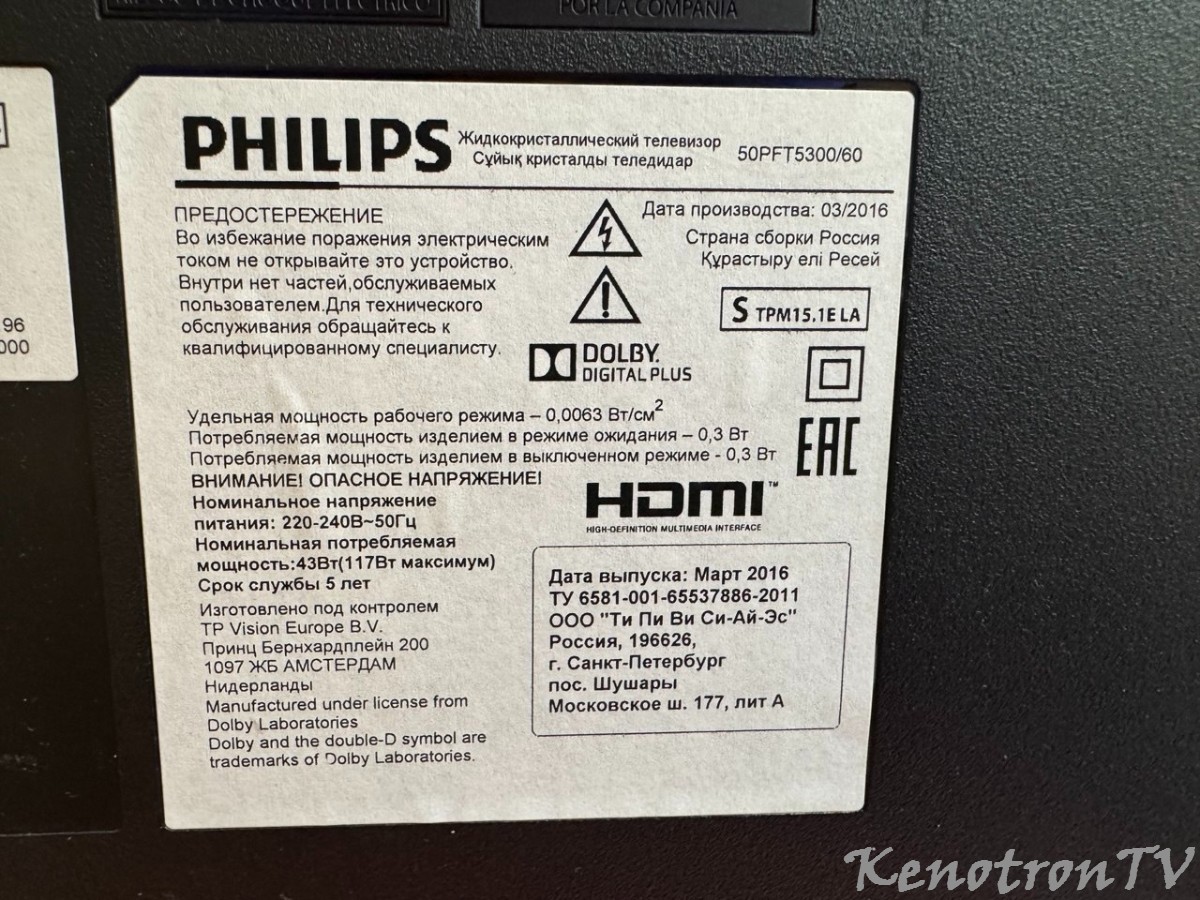 POR LA COMPAÑIA
PHILIPS
Жидкокристаллический телевизор
Сұйық кристалды теледидар
50PFT5300/60
ПРЕДОСТЕРЕЖЕНИЕ
Во избежание поражения электрическим
током не открывайте это устройство.
Внутри нет частей,обслуживаемых
пользователем.Для технического
обслуживания обращайтесь к
квалифицированному специалисту.
Дата производства: 03/2016
Страна сборки Россия
Құрастыру елі Ресей
S TPM15.1E LA
DOLBY
DIGITAL PLUS
Удельная мощность рабочего режима – 0,0063 Вт/см²
Потребляемая мощность изделием в режиме ожидания – 0,3 Вт
Потребляемая мощность изделием в выключенном режиме - 0,3 Вт
ВНИМАНИЕ! ОПАСНОЕ НАПРЯЖЕНИЕ!
EAC
Номинальное напряжение
питания: 220-240В~50Гц
Номинальная потребляемая
мощность:43Вт(117Вт максимум)
Срок службы 5 лет
HDMI™
HIGH-DEFINITION MULTIMEDIA INTERFACE
Изготовлено под контролем
TP Vision Europe B.V.
Принц Бернхардплейн 200
1097 ЖБ АМСТЕРДАМ
Нидерланды
Manufactured under license from
Dolby Laboratories
Dolby and the double-D symbol are
trademarks of Dolby Laboratories.
Дата выпуска: Март 2016
ТУ 6581-001-65537886-2011
ООО "Ти Пи Ви Си-Ай-Эс"
Россия, 196626,
г. Санкт-Петербург
пос. Шушары
Московское ш. 177, лит А
96
000
KenotronTV